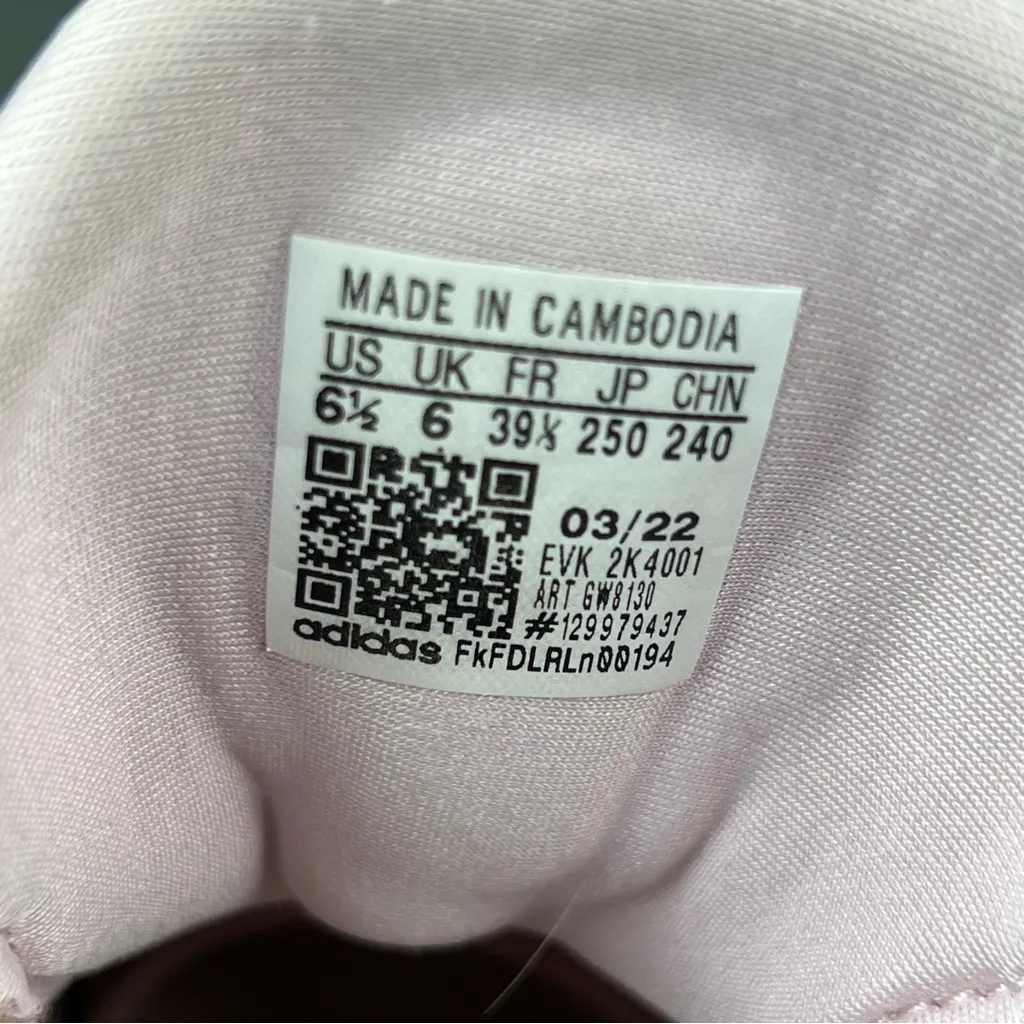 MADE IN CAMBODIA
US UK FR JP CHN
6½ 6 39⅓ 250 240
03/22
EVK 2K4001
ART GW8130
#129979437
adidas FkFDLRLn00194